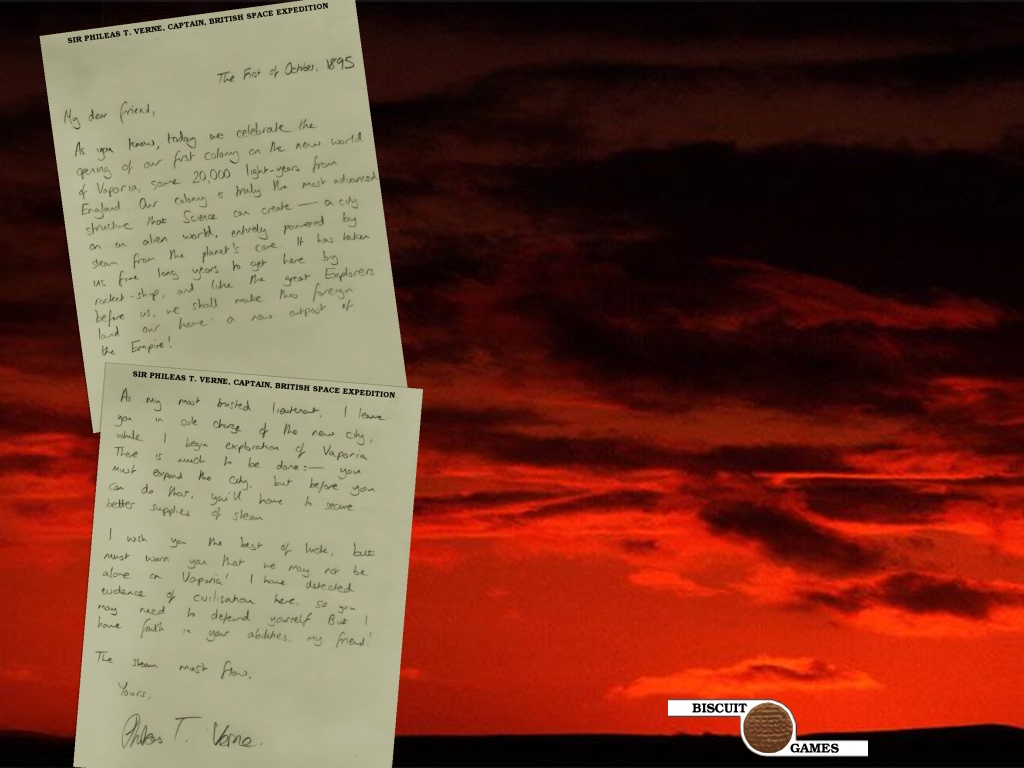 SIR PHILEAS T. VERNE, CAPTAIN, BRITISH SPACE EXPEDITION
The First of October, 1895
My dear friend,
As you know, today we celebrate the
opening of our first colony on the new world
of Vaporia, some 20,000 light-years from
England. Our colony is truly the most advanced
structure that Science can create — a city
on an alien world, entirely powered by
steam from the planet's core. It has taken
us five long years to get here by
rocket-ship, and like the great Explorers
before us, we shall make this foreign
land our home: a new outpost of
the Empire!
SIR PHILEAS T. VERNE, CAPTAIN, BRITISH SPACE EXPEDITION
As my most trusted lieutenant, I leave
you in sole charge of the new city,
while I begin exploration of Vaporia.
There is much to be done:— you
must expand the city, but before you
can do that, you'll have to secure
better supplies of steam.
I wish you the best of luck, but
must warn you that we may not be
alone on Vaporia! I have detected
evidence of civilisation here, so you
may need to defend yourself. But I
have faith in your abilities, my friend!
The steam must flow,
Yours,
Phileas T. Verne.
BISCUIT
GAMES